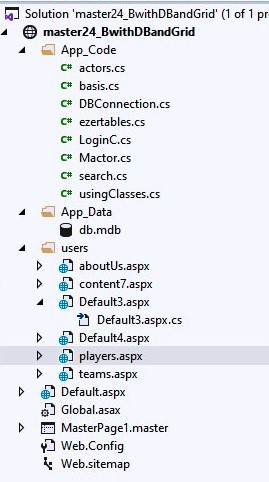 Solution 'master24_BwithDBandGrid' (1 of 1 pr
master24_BwithDBandGrid
App_Code
C# actors.cs
C# basis.cs
C# DBConnection.cs
C# ezertables.cs
C# LoginC.cs
C# Mactor.cs
C# search.cs
C# usingClasses.cs
App_Data
db.mdb
users
aboutUs.aspx
content7.aspx
Default3.aspx
Default3.aspx.cs
Default4.aspx
players.aspx
teams.aspx
Default.aspx
Global.asax
MasterPage1.master
Web.Config
Web.sitemap